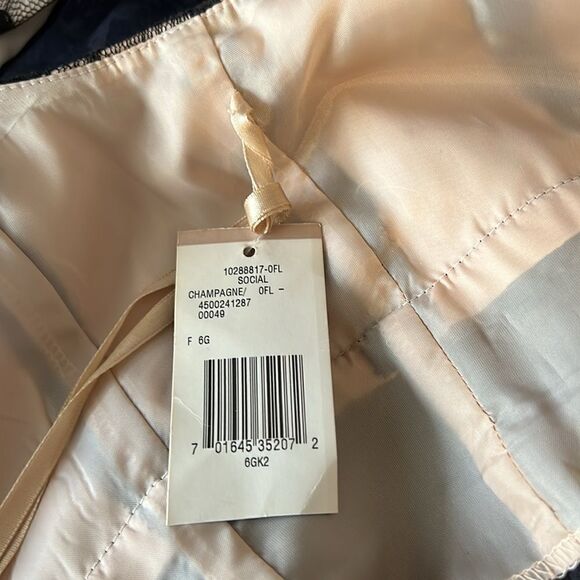 10288817-0FL
SOCIAL
CHAMPAGNE/ 0FL -
4500241287
00049
F 6G
7 01645 35207 2
6GK2